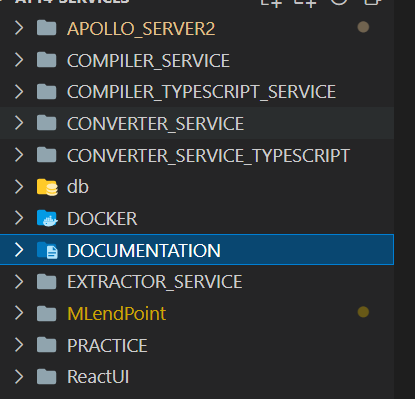 APOLLO_SERVER2
COMPILER_SERVICE
COMPILER_TYPESCRIPT_SERVICE
CONVERTER_SERVICE
CONVERTER_SERVICE_TYPESCRIPT
db
DOCKER
DOCUMENTATION
EXTRACTOR_SERVICE
MLendPoint
PRACTICE
ReactUI